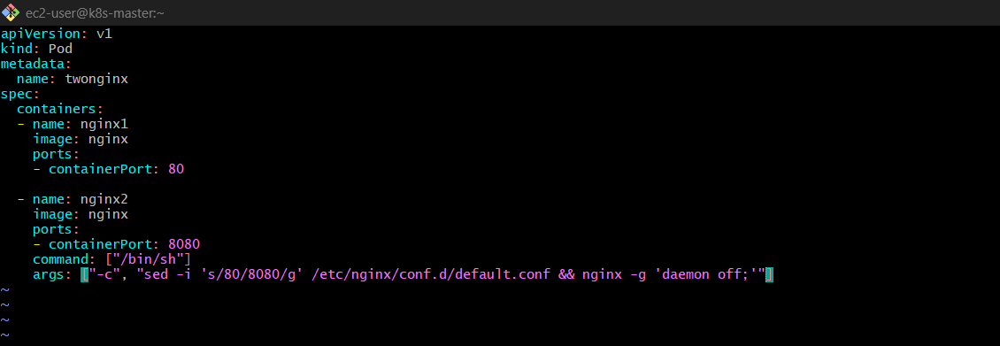 ec2-user@k8s-master:~
apiVersion: v1
kind: Pod
metadata:
  name: twonginx
spec:
  containers:
  - name: nginx1
    image: nginx
    ports:
    - containerPort: 80

  - name: nginx2
    image: nginx
    ports:
    - containerPort: 8080
    command: ["/bin/sh"]
    args: ["-c", "sed -i 's/80/8080/g' /etc/nginx/conf.d/default.conf && nginx -g 'daemon off;'"]
~
~
~
~